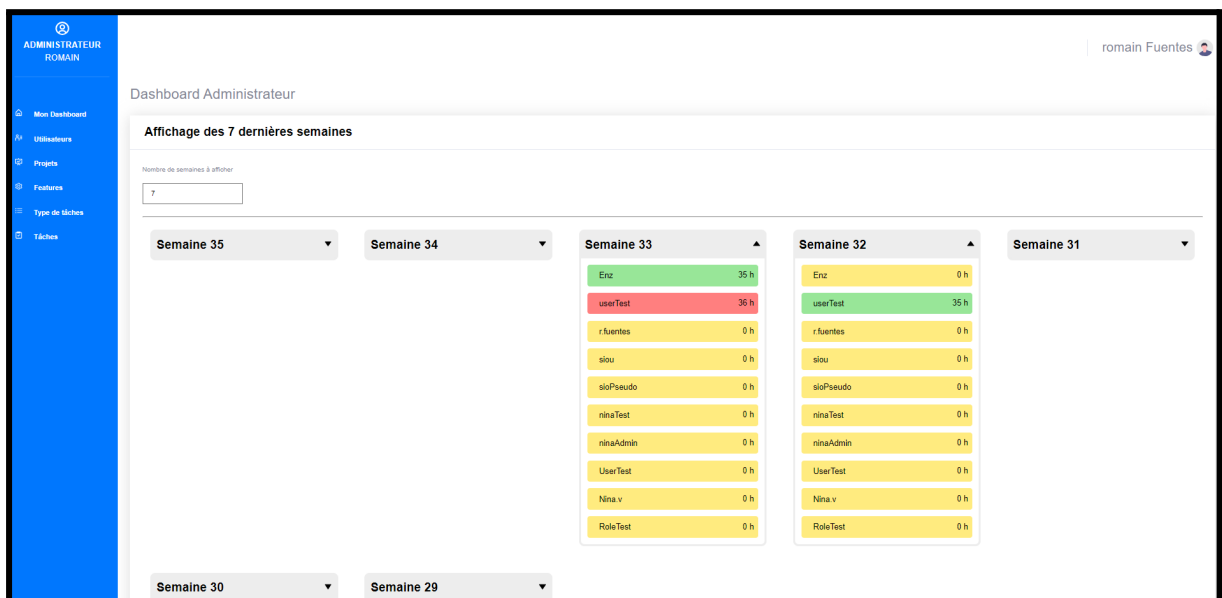 ADMINISTRATEUR
ROMAIN
romain Fuentes
Mon Dashboard
Utilisateurs
Projets
Features
Type de tâches
Tâches
Dashboard Administrateur
Affichage des 7 dernières semaines
Nombre de semaines à afficher
7
Semaine 35
Semaine 34
Semaine 33
Enz 35 h
userTest 36 h
r.fuentes 0 h
siou 0 h
sioPseudo 0 h
ninaTest 0 h
ninaAdmin 0 h
UserTest 0 h
Nina.v 0 h
RoleTest 0 h
Semaine 32
Enz 0 h
userTest 35 h
r.fuentes 0 h
siou 0 h
sioPseudo 0 h
ninaTest 0 h
ninaAdmin 0 h
UserTest 0 h
Nina.v 0 h
RoleTest 0 h
Semaine 31
Semaine 30
Semaine 29